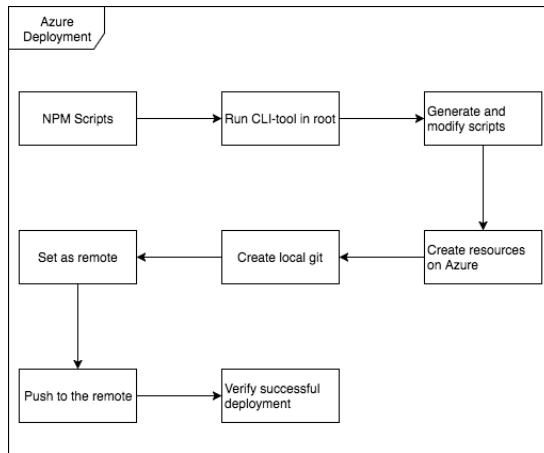 Azure
Deployment
NPM Scripts
Run CLI-tool in root
Generate and
modify scripts
Set as remote
Create local git
Create resources
on Azure
Push to the remote
Verify successful
deployment